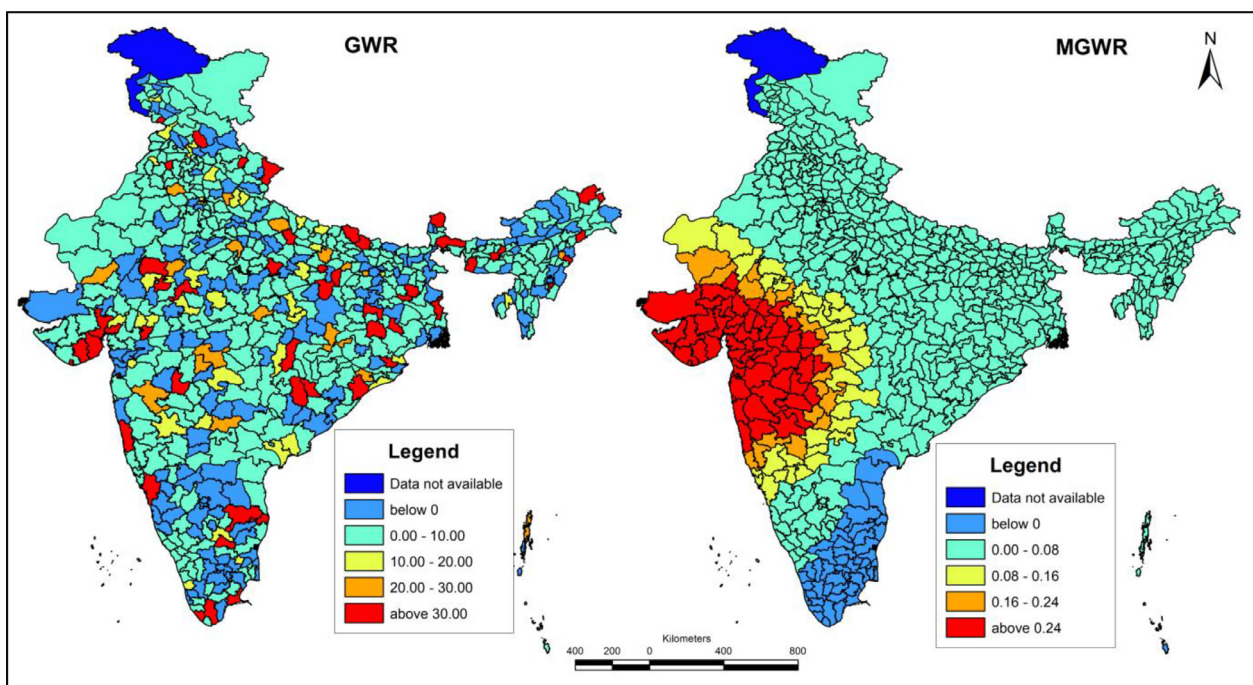 GWR
MGWR
N
Legend
Data not available
below 0
0.00 - 10.00
10.00 - 20.00
20.00 - 30.00
above 30.00
Legend
Data not available
below 0
0.00 - 0.08
0.08 - 0.16
0.16 - 0.24
above 0.24
Kilometers
400 200 0 400 800